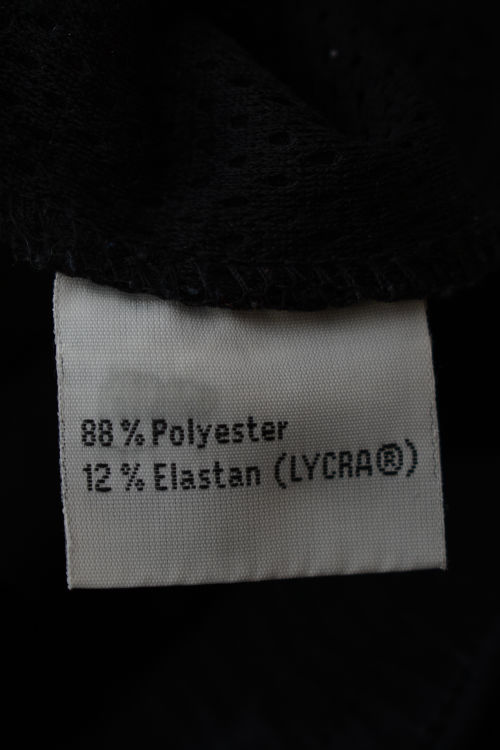 88 % Polyester
12 % Elastan (LYCRA®)